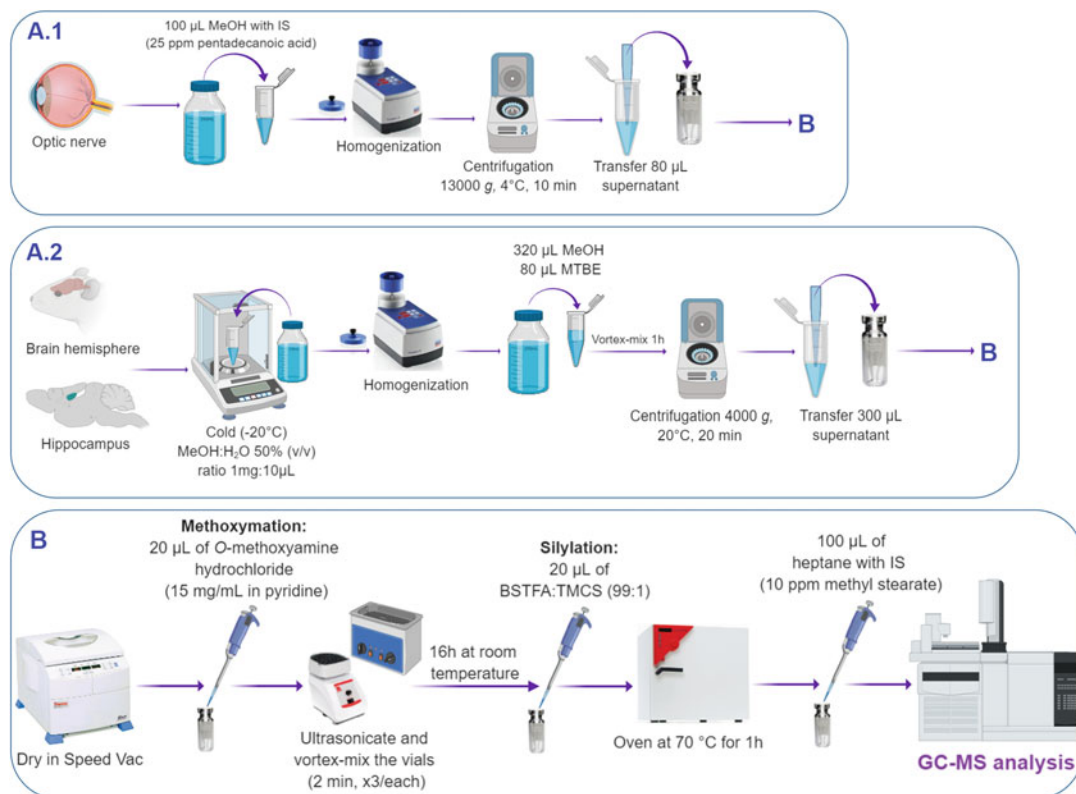 A.1
100 µL MeOH with IS
(25 ppm pentadecanoic acid)
Optic nerve
Homogenization
Centrifugation
13000 g, 4°C, 10 min
Transfer 80 µL
supernatant
B
A.2
Brain hemisphere
Hippocampus
Cold (-20°C)
MeOH:H₂O 50% (v/v)
ratio 1mg:10µL
Homogenization
320 µL MeOH
80 µL MTBE
Vortex-mix 1h
Centrifugation 4000 g,
20°C, 20 min
Transfer 300 µL
supernatant
B
B
Dry in Speed Vac
Methoxymation:
20 µL of O-methoxyamine
hydrochloride
(15 mg/mL in pyridine)
Ultrasonicate and
vortex-mix the vials
(2 min, x3/each)
16h at room
temperature
Silylation:
20 µL of
BSTFA:TMCS (99:1)
Oven at 70 °C for 1h
100 µL of
heptane with IS
(10 ppm methyl stearate)
GC-MS analysis